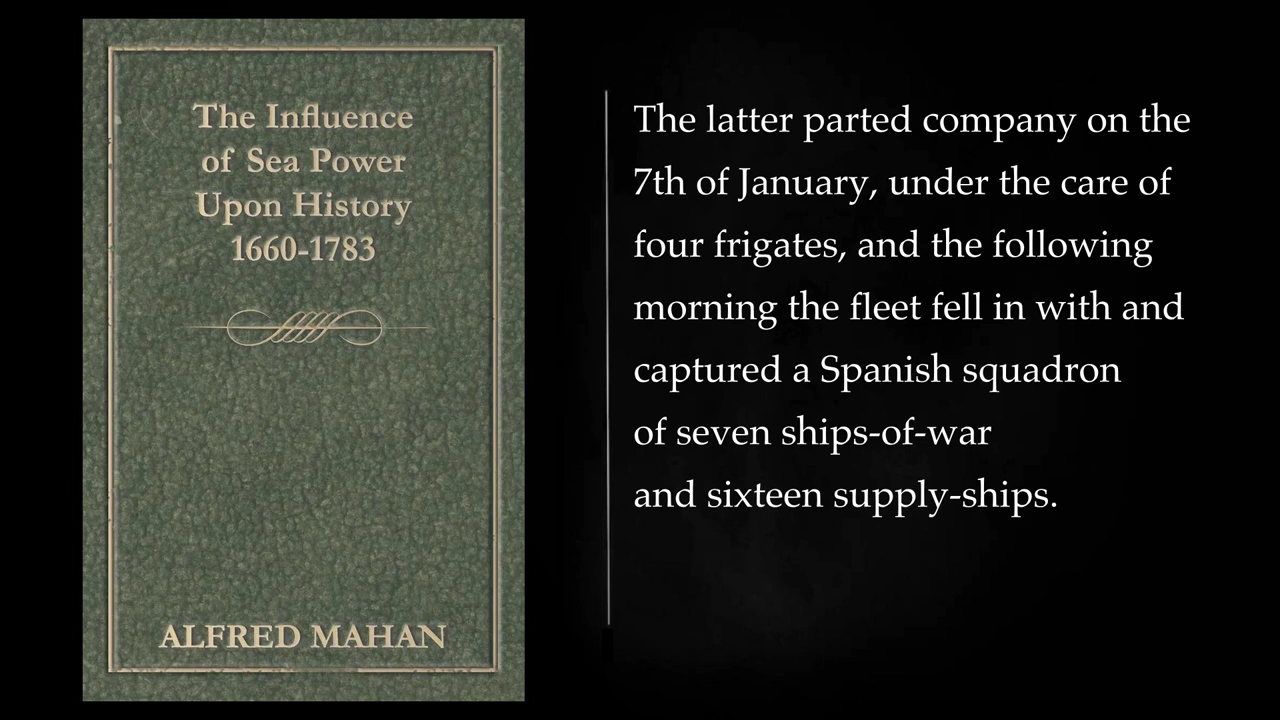 The Influence
of Sea Power
Upon History
1660-1783
ALFRED MAHAN
The latter parted company on the
7th of January, under the care of
four frigates, and the following
morning the fleet fell in with and
captured a Spanish squadron
of seven ships-of-war
and sixteen supply-ships.